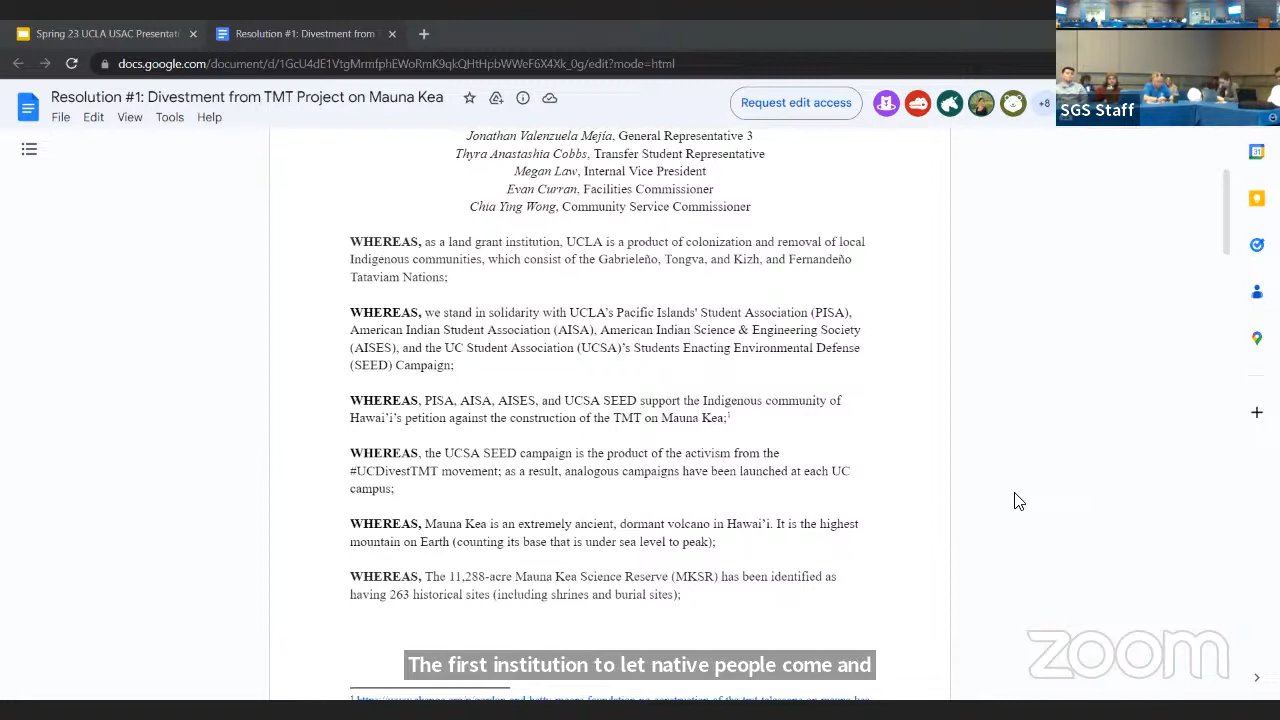 Spring 23 UCLA USAC Presentati
Resolution #1: Divestment from
docs.google.com/document/d/1GcU4dE1VtgMrmfphEWoRmK9qkQHtHpbWWeF6X4Xk_0g/edit?mode=html
Resolution #1: Divestment from TMT Project on Mauna Kea
File Edit View Tools Help
Request edit access
+8
SGS Staff
31
Jonathan Valenzuela Mejía, General Representative 3
Thyra Anastashia Cobbs, Transfer Student Representative
Megan Law, Internal Vice President
Evan Curran, Facilities Commissioner
Chia Ying Wong, Community Service Commissioner
WHEREAS, as a land grant institution, UCLA is a product of colonization and removal of local
Indigenous communities, which consist of the Gabrieleño, Tongva, and Kizh, and Fernandeño
Tataviam Nations;
WHEREAS, we stand in solidarity with UCLA's Pacific Islands' Student Association (PISA),
American Indian Student Association (AISA), American Indian Science & Engineering Society
(AISES), and the UC Student Association (UCSA)'s Students Enacting Environmental Defense
(SEED) Campaign;
WHEREAS, PISA, AISA, AISES, and UCSA SEED support the Indigenous community of
Hawai'i's petition against the construction of the TMT on Mauna Kea;1
WHEREAS, the UCSA SEED campaign is the product of the activism from the
#UCDivestTMT movement; as a result, analogous campaigns have been launched at each UC
campus;
WHEREAS, Mauna Kea is an extremely ancient, dormant volcano in Hawai'i. It is the highest
mountain on Earth (counting its base that is under sea level to peak);
WHEREAS, The 11,288-acre Mauna Kea Science Reserve (MKSR) has been identified as
having 263 historical sites (including shrines and burial sites);
The first institution to let native people come and
zoom